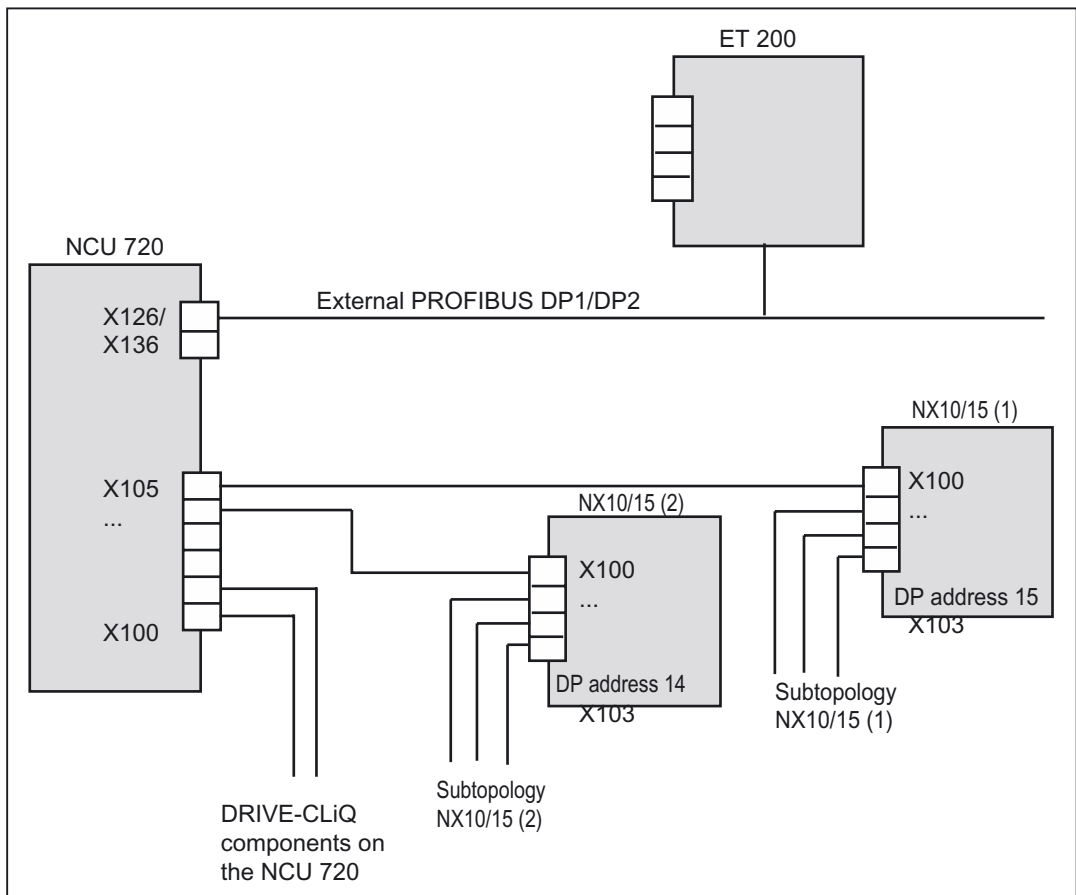 ET 200
NCU 720
X126/
X136
External PROFIBUS DP1/DP2
NX10/15 (1)
X105
...
X100
X100
...
DP address 15
X103
NX10/15 (2)
X100
...
DP address 14
X103
Subtopology
NX10/15 (1)
Subtopology
NX10/15 (2)
DRIVE-CLiQ
components on
the NCU 720